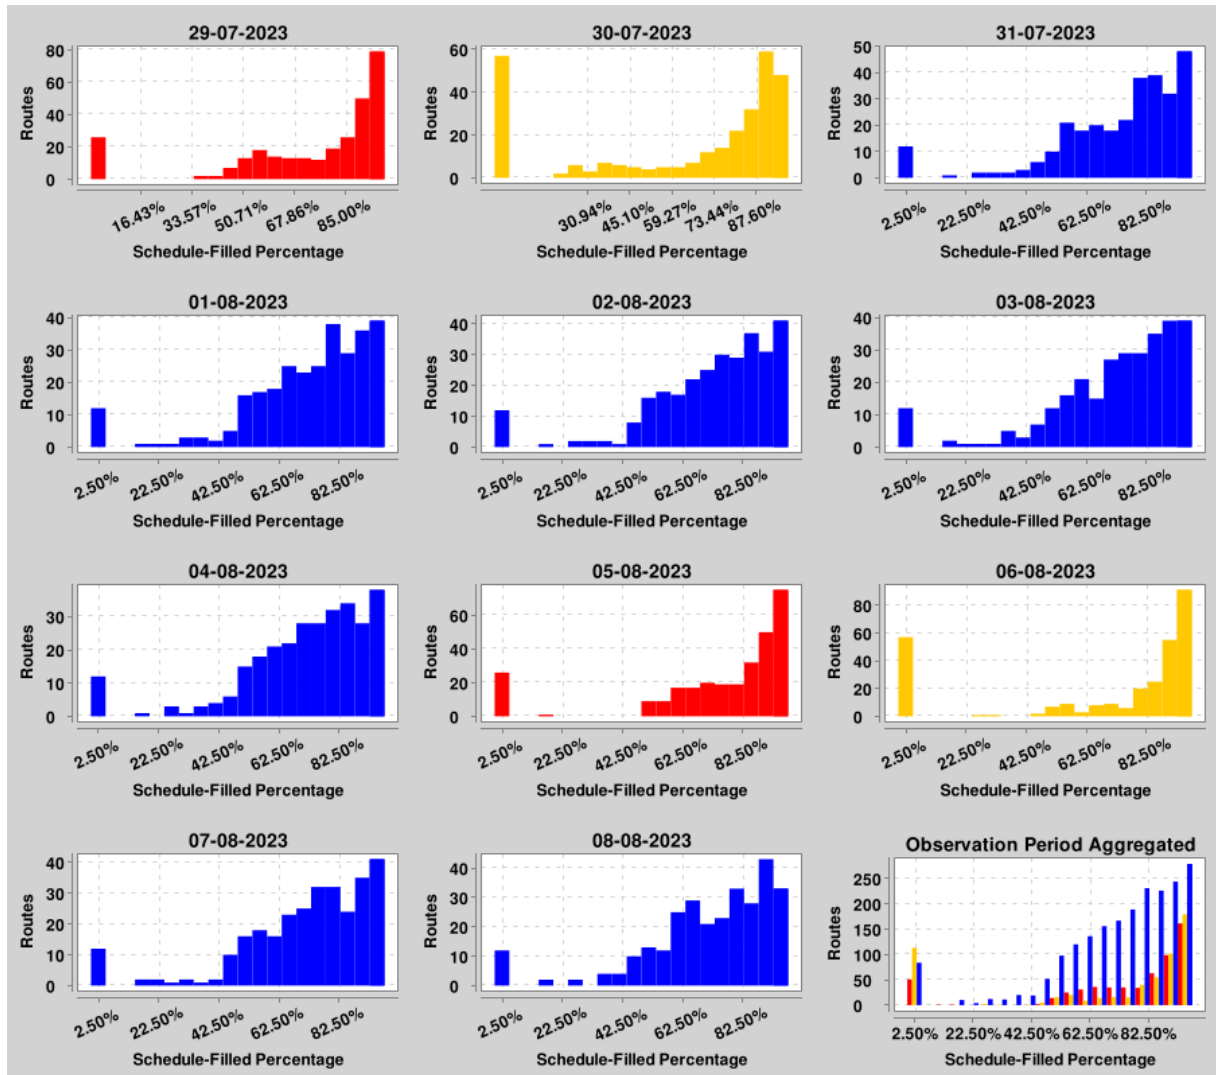 29-07-2023
80
60
40
20
0
Routes
16.43% 33.57% 50.71% 67.86% 85.00%
Schedule-Filled Percentage
30-07-2023
60
40
20
0
Routes
30.94% 45.10% 59.27% 73.44% 87.60%
Schedule-Filled Percentage
31-07-2023
50
40
30
20
10
0
Routes
2.50% 22.50% 42.50% 62.50% 82.50%
Schedule-Filled Percentage
01-08-2023
40
30
20
10
0
Routes
2.50% 22.50% 42.50% 62.50% 82.50%
Schedule-Filled Percentage
02-08-2023
40
30
20
10
0
Routes
2.50% 22.50% 42.50% 62.50% 82.50%
Schedule-Filled Percentage
03-08-2023
40
30
20
10
0
Routes
2.50% 22.50% 42.50% 62.50% 82.50%
Schedule-Filled Percentage
04-08-2023
30
20
10
0
Routes
2.50% 22.50% 42.50% 62.50% 82.50%
Schedule-Filled Percentage
05-08-2023
60
40
20
0
Routes
2.50% 22.50% 42.50% 62.50% 82.50%
Schedule-Filled Percentage
06-08-2023
80
60
40
20
0
Routes
2.50% 22.50% 42.50% 62.50% 82.50%
Schedule-Filled Percentage
07-08-2023
40
30
20
10
0
Routes
2.50% 22.50% 42.50% 62.50% 82.50%
Schedule-Filled Percentage
08-08-2023
40
30
20
10
0
Routes
2.50% 22.50% 42.50% 62.50% 82.50%
Schedule-Filled Percentage
Observation Period Aggregated
250
200
150
100
50
0
Routes
2.50% 22.50% 42.50% 62.50% 82.50%
Schedule-Filled Percentage